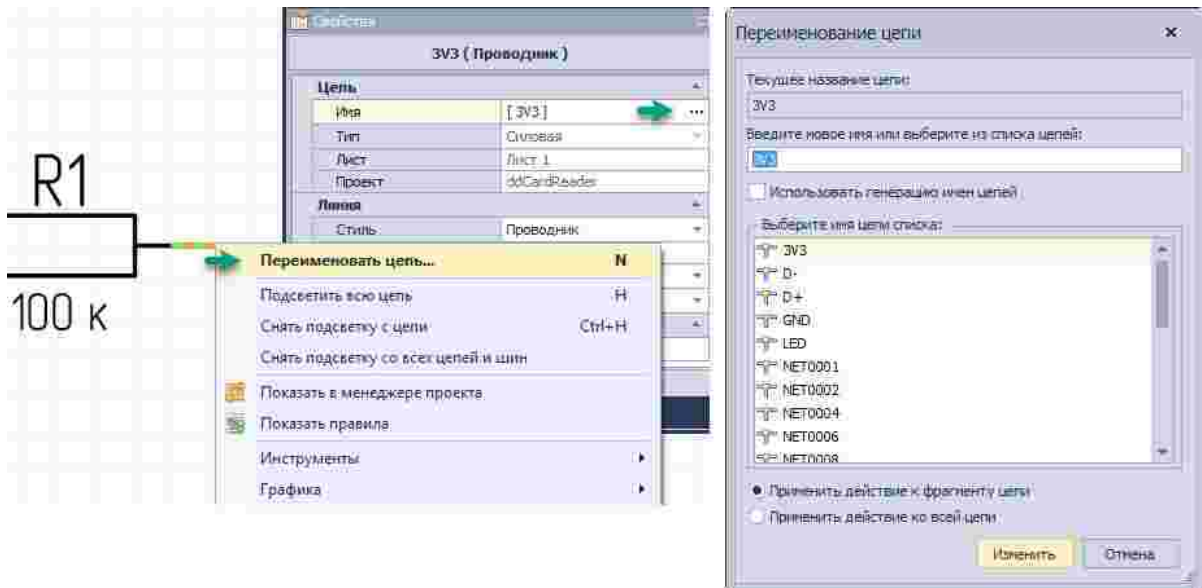 R1
100 к
Свойства
3V3 ( Проводник )
Цепь
Имя [ 3V3 ] ...
Тип Силовая
Лист Лист 1
Проект ddCardReader
Линия
Стиль Проводник
Переименовать цепь... N
Подсветить всю цепь H
Снять подсветку с цепи Ctrl+H
Снять подсветку со всех цепей и шин
Показать в менеджере проекта
Показать правила
Инструменты
Графика
Переименование цепи
Текущее название цепи:
3V3
Введите новое имя или выберите из списка цепей:
3V3
Использовать генерацию имен цепей
Выберите имя цепи списка:
3V3
D-
D+
GND
LED
NET0001
NET0002
NET0004
NET0006
NET0008
Применить действие к фрагменту цепи
Применить действие ко всей цепи
Изменить Отмена